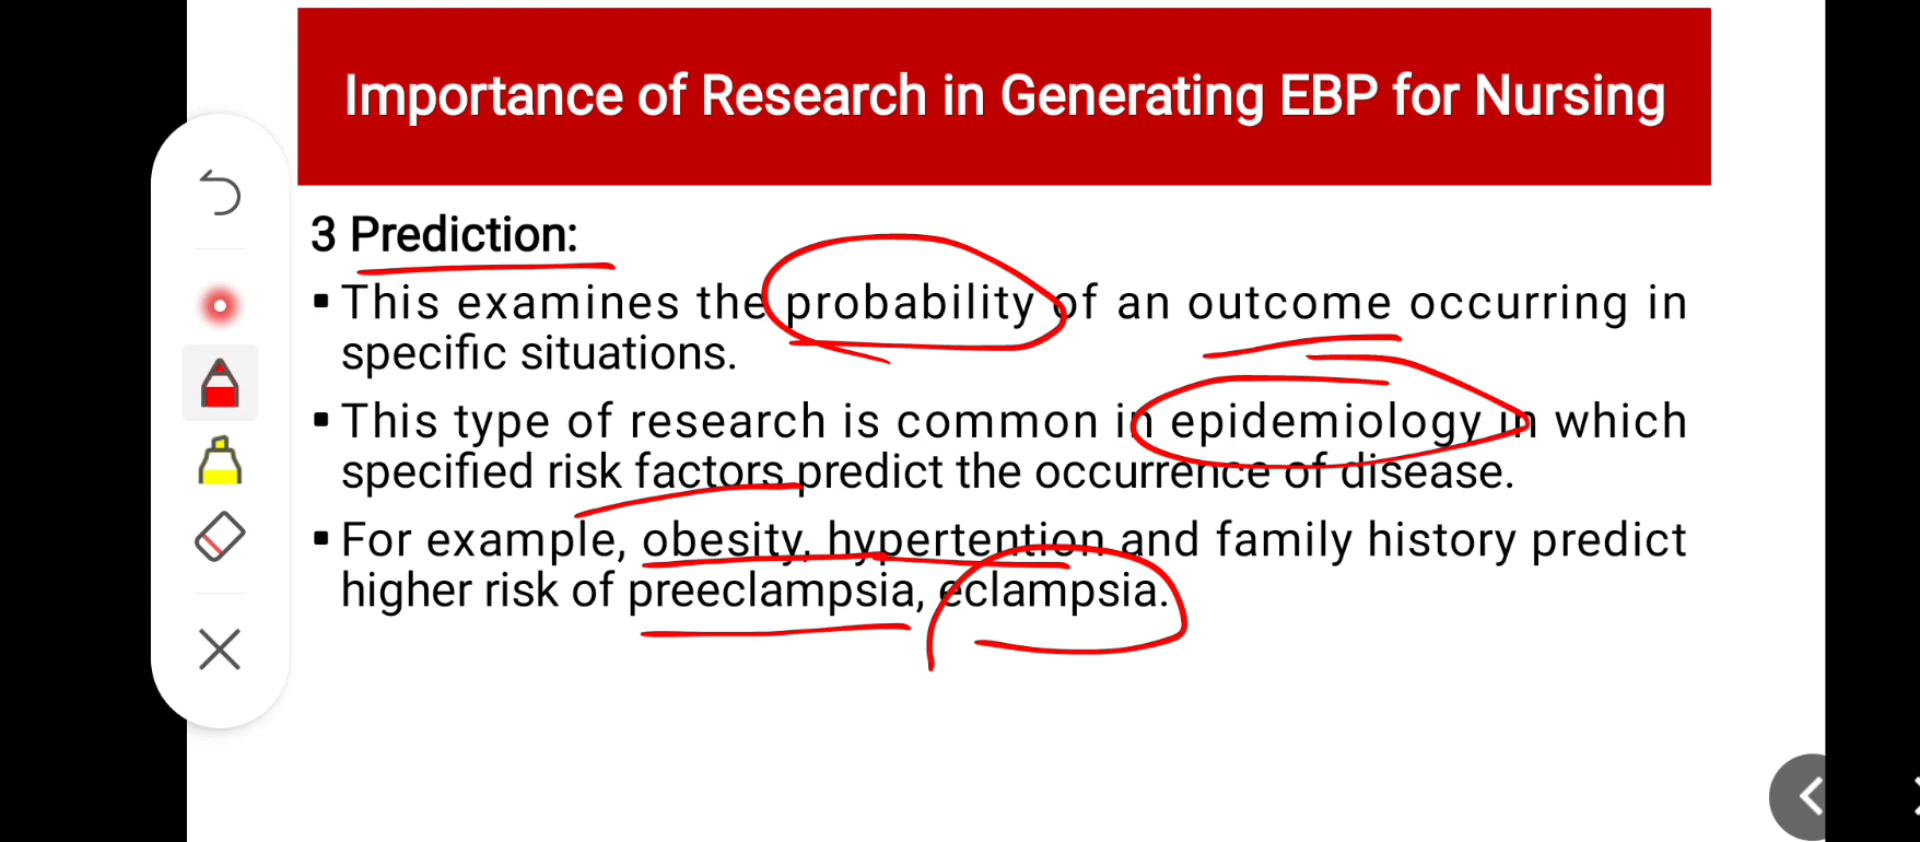 Importance of Research in Generating EBP for Nursing
3 Prediction:
▪ This examines the probability of an outcome occurring in
specific situations.
▪ This type of research is common in epidemiology in which
specified risk factors predict the occurrence of disease.
▪ For example, obesity, hypertention and family history predict
higher risk of preeclampsia, eclampsia.